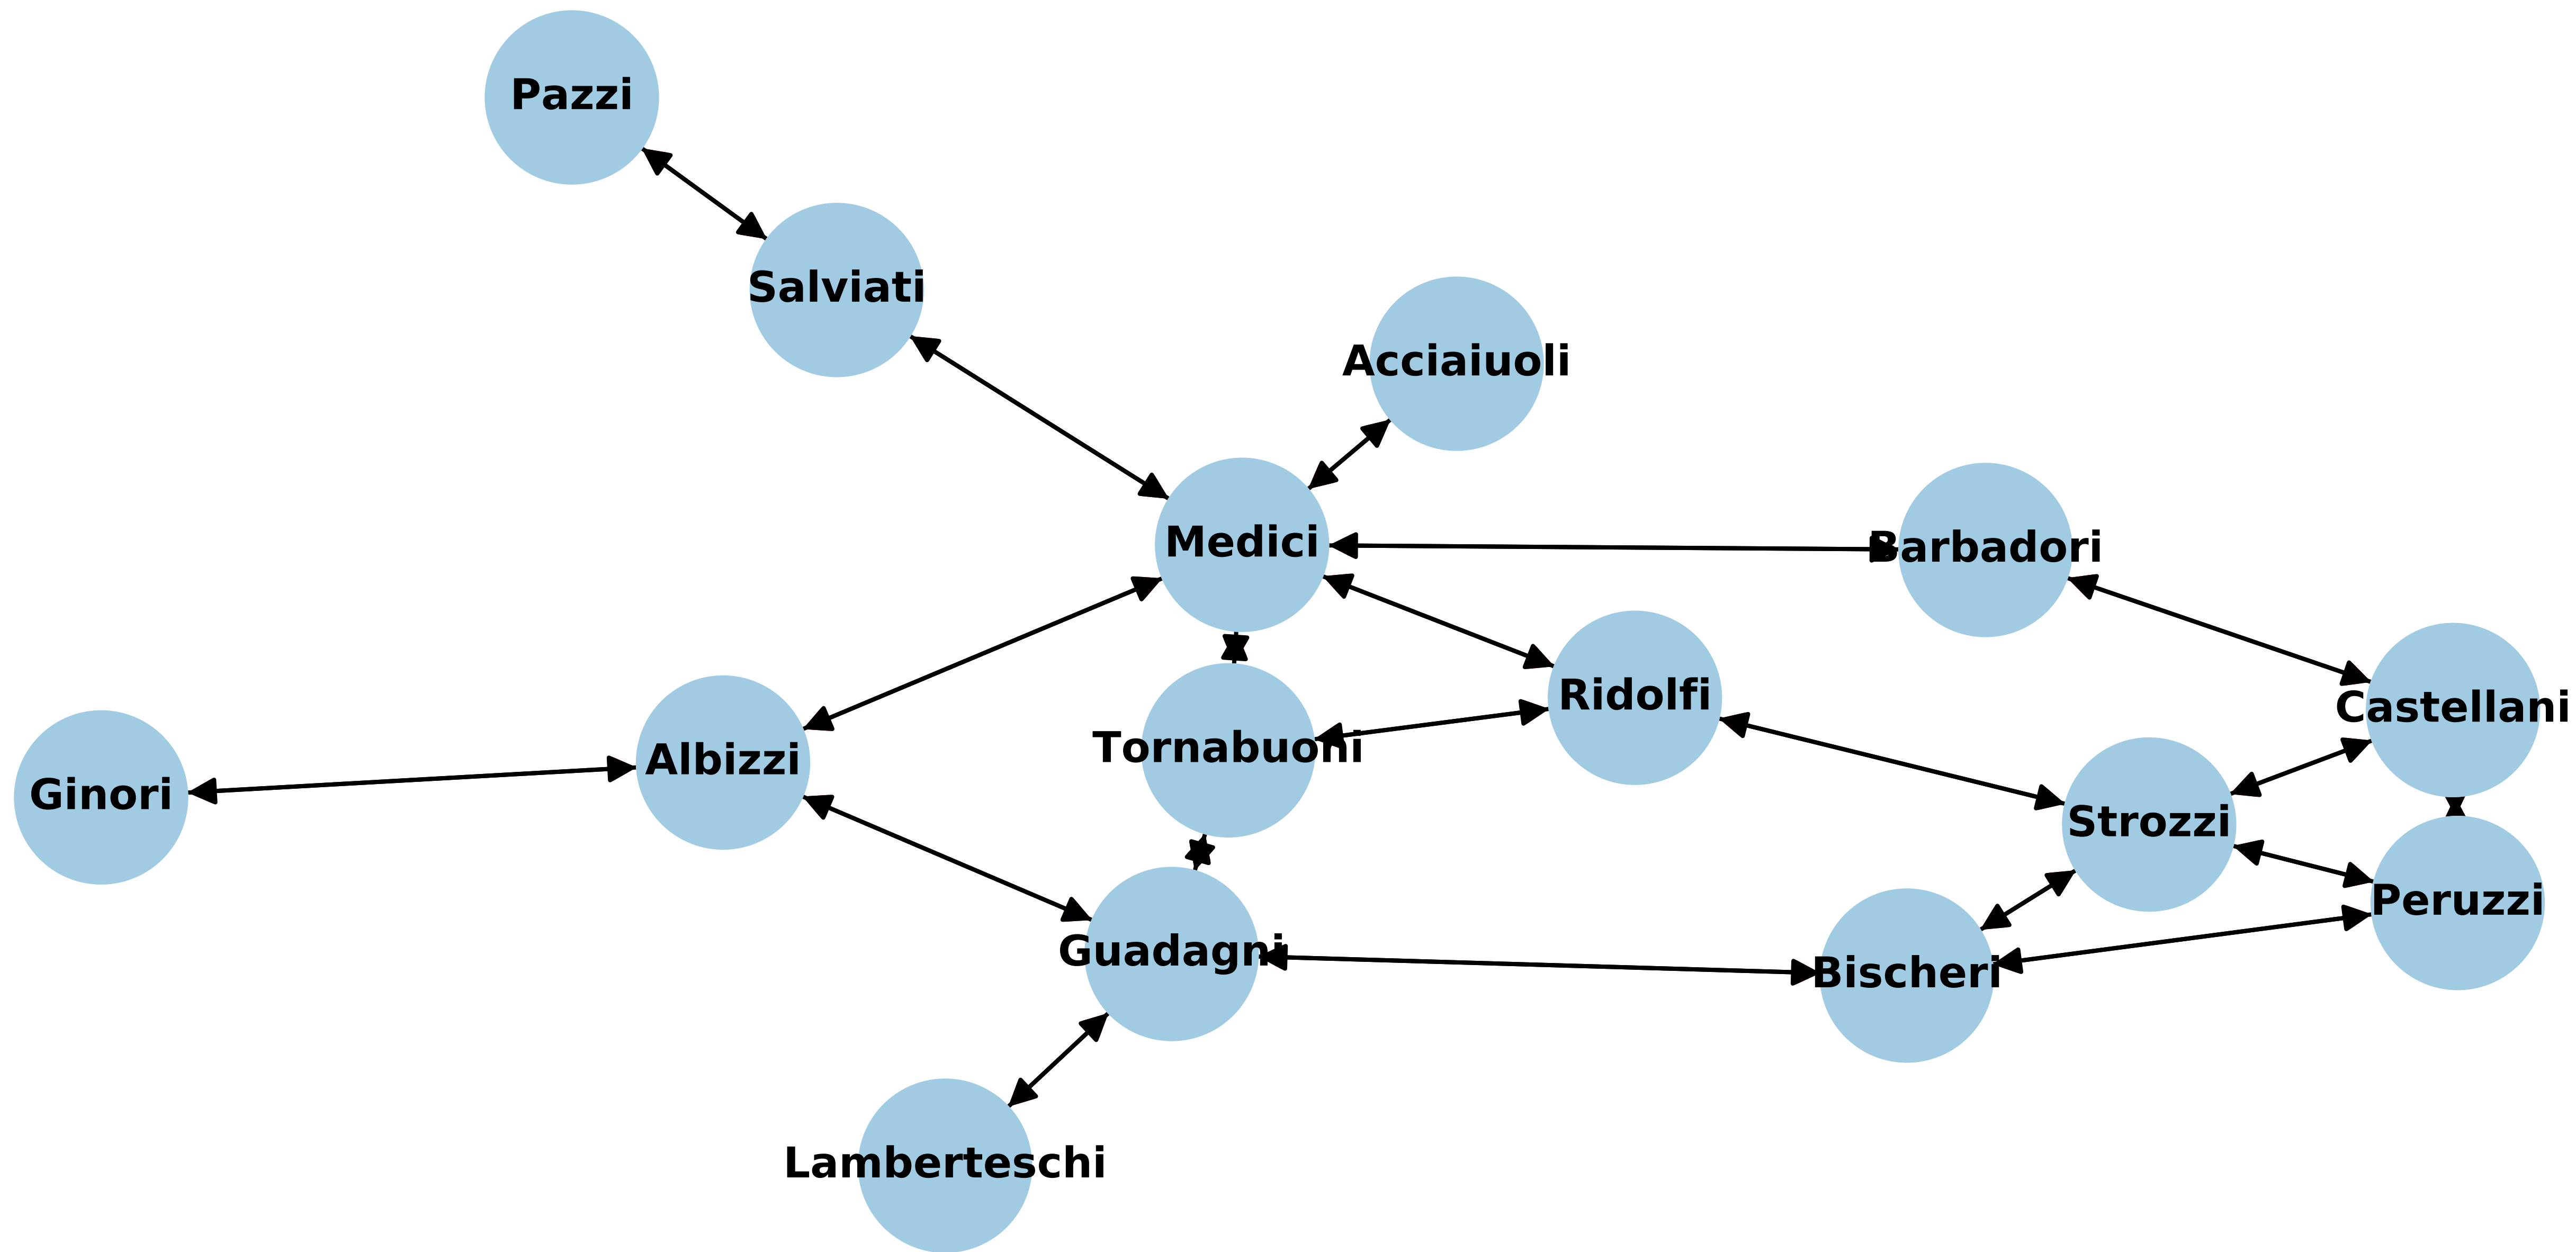 Pazzi
Salviati
Acciaiuoli
Medici
Barbadori
Ridolfi
Castellani
Tornabuoni
Albizzi
Ginori
Strozzi
Peruzzi
Guadagni
Bischeri
Lamberteschi